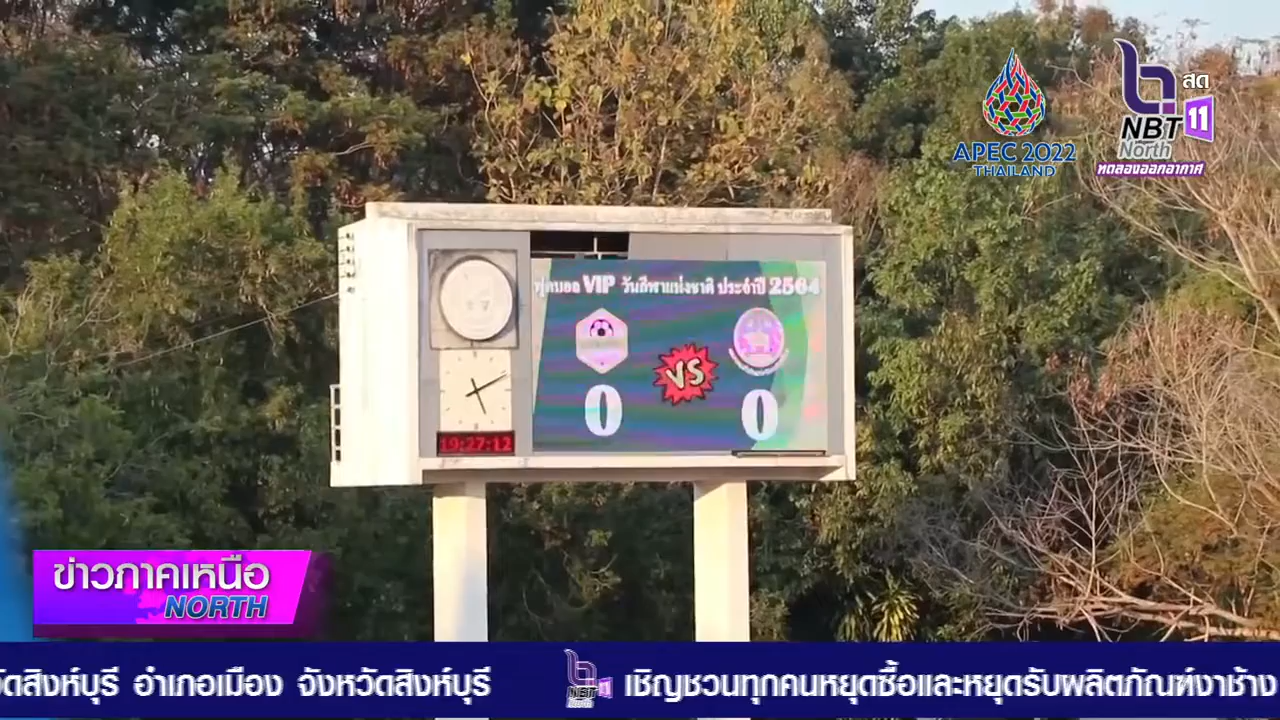 สด
NBT 11
North
ทดลองออกอากาศ
APEC 2022
THAILAND
ฟุตบอล VIP วันกีฬาแห่งชาติ ประจำปี 2564
VS
0 0
19:27:12
ข่าวภาคเหนือ
NORTH
วัดสิงห์บุรี อำเภอเมือง จังหวัดสิงห์บุรี NBT 11 North เชิญชวนทุกคนหยุดซื้อและหยุดรับผลิตภัณฑ์งาช้าง